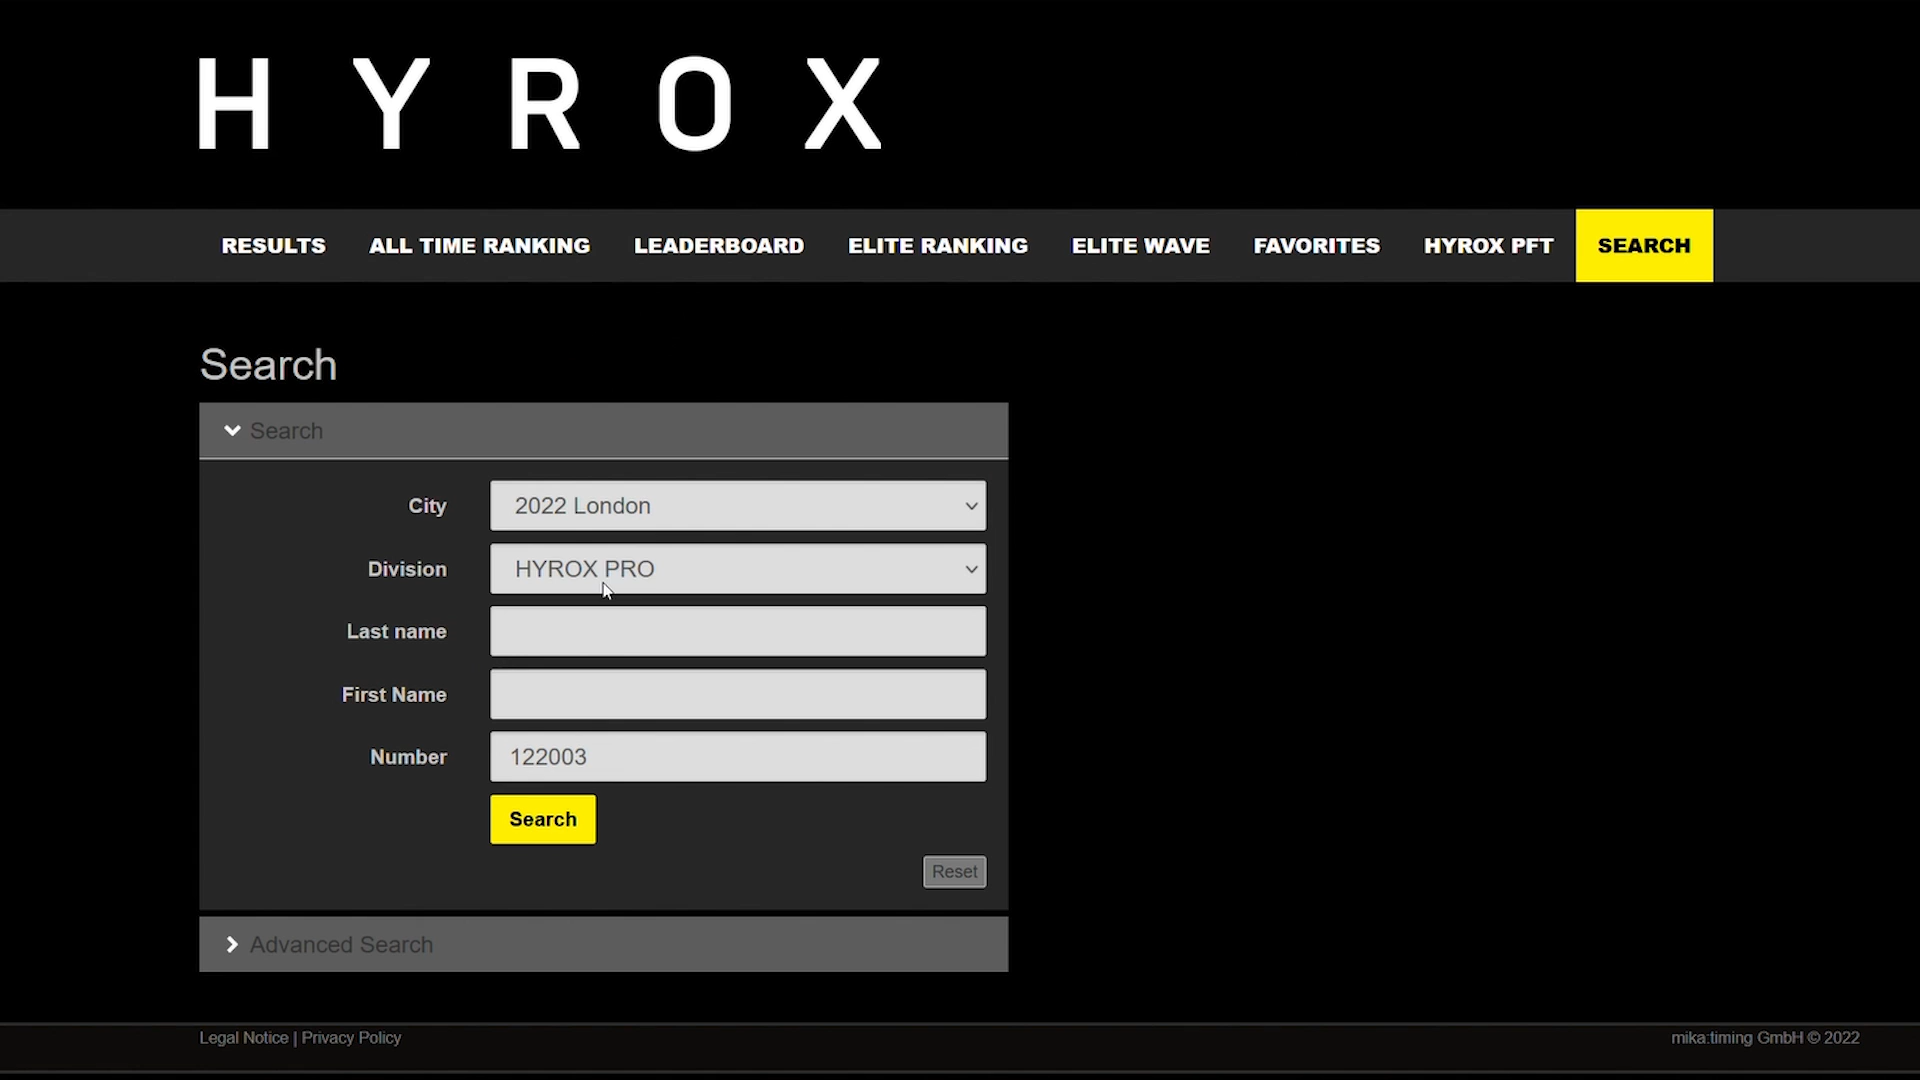 HYROX
RESULTS ALL TIME RANKING LEADERBOARD ELITE RANKING ELITE WAVE FAVORITES HYROX PFT SEARCH
Search
Search
City 2022 London
Division HYROX PRO
Last name
First Name
Number 122003
Search
Reset
Advanced Search
Legal Notice | Privacy Policy mika:timing GmbH © 2022